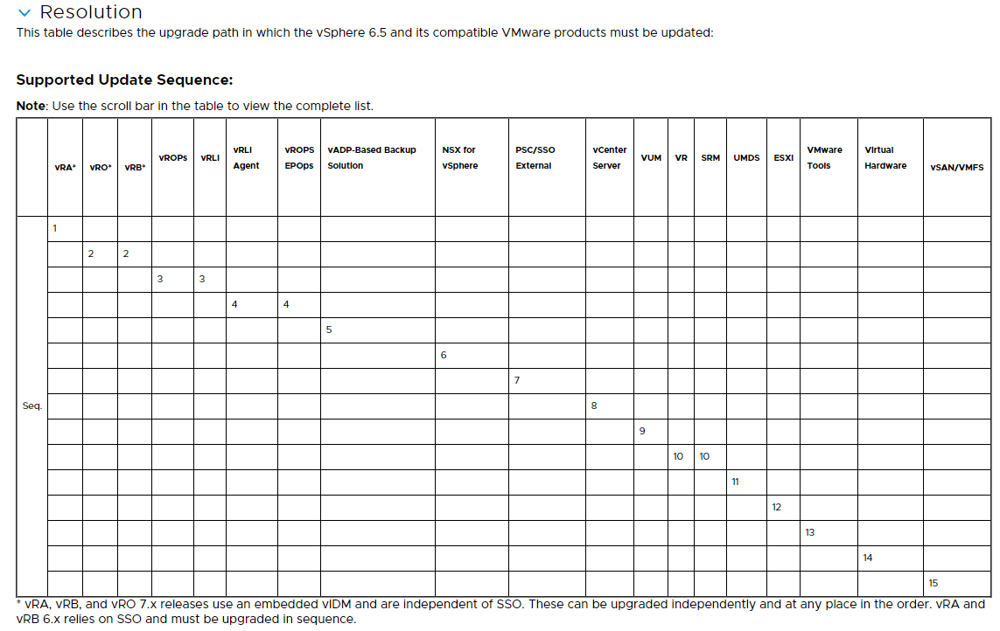 Resolution
This table describes the upgrade path in which the vSphere 6.5 and its compatible VMware products must be updated:
Supported Update Sequence:
Note: Use the scroll bar in the table to view the complete list.
vRA* vRO* vRB* vROPs vRLI vRLI Agent vROPS EPOps vADP-Based Backup Solution NSX for vSphere PSC/SSO External vCenter Server VUM VR SRM UMDS ESXI VMware Tools Virtual Hardware vSAN/VMFS
Seq.
1
2 2
3 3
4 4
5
6
7
8
9
10 10
11
12
13
14
15
* vRA, vRB, and vRO 7.x releases use an embedded vIDM and are independent of SSO. These can be upgraded independently and at any place in the order. vRA and
vRB 6.x relies on SSO and must be upgraded in sequence.